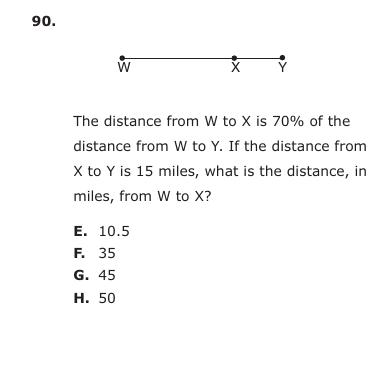 90.
W X Y
The distance from W to X is 70% of the
distance from W to Y. If the distance from
X to Y is 15 miles, what is the distance, in
miles, from W to X?
E. 10.5
F. 35
G. 45
H. 50